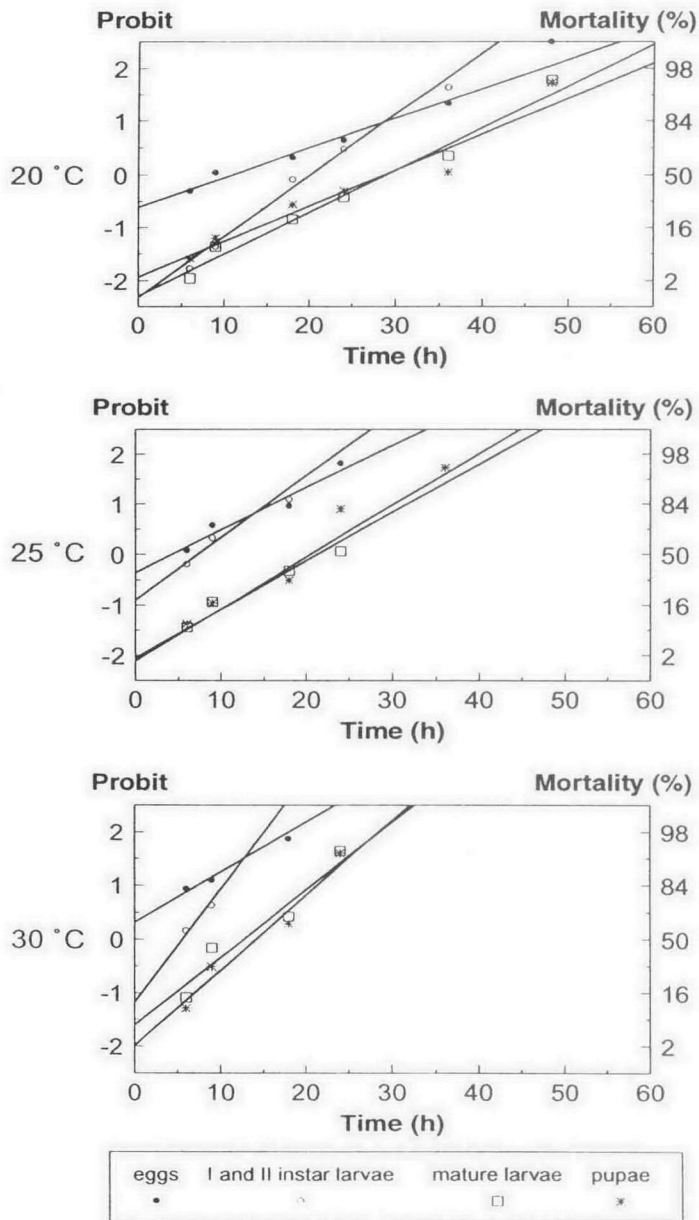 Probit Mortality (%)
2 98
1 84
20 °C 0 50
-1 16
-2 2
0 10 20 30 40 50 60
Time (h)
Probit Mortality (%)
2 98
1 84
25 °C 0 50
-1 16
-2 2
0 10 20 30 40 50 60
Time (h)
Probit Mortality (%)
2 98
1 84
30 °C 0 50
-1 16
-2 2
0 10 20 30 40 50 60
Time (h)
eggs I and II instar larvae mature larvae pupae